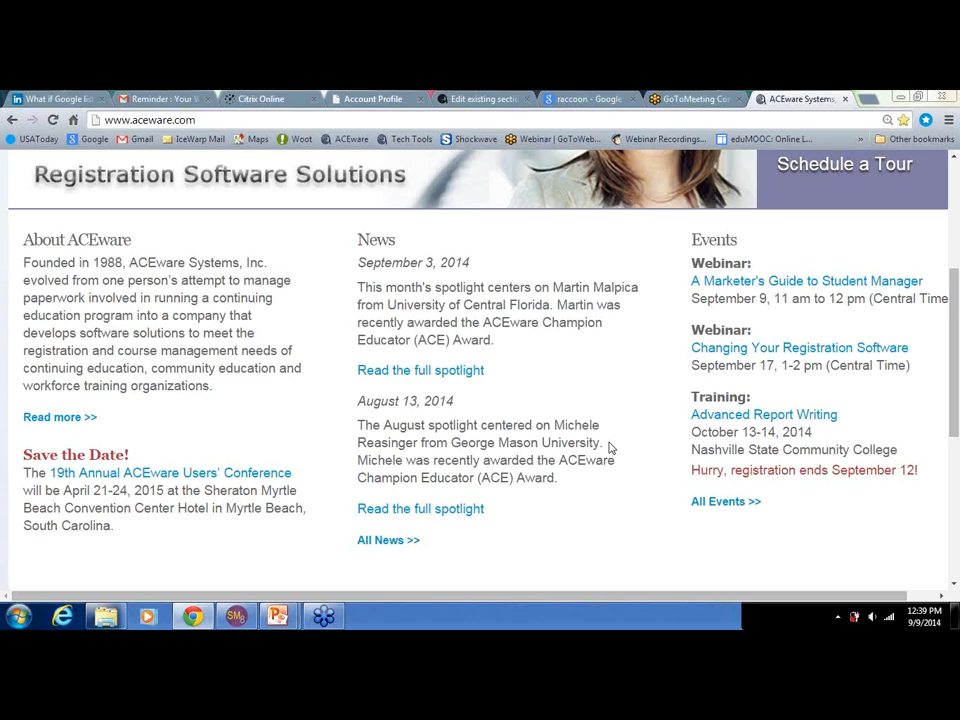 What if Google list
Reminder : Your W
Citrix Online
Account Profile
Edit existing sectio
raccoon - Google
GoToMeeting Co
ACEware Systems,
www.aceware.com
USAToday
Google
Gmail
IceWarp Mail
Maps
Woot
ACEware
Tech Tools
Shockwave
Webinar | GoToWeb...
Webinar Recordings...
eduMOOC: Online L...
»
Other bookmarks
Registration Software Solutions
Schedule a Tour
About ACEware
Founded in 1988, ACEware Systems, Inc.
evolved from one person's attempt to manage
paperwork involved in running a continuing
education program into a company that
develops software solutions to meet the
registration and course management needs of
continuing education, community education and
workforce training organizations.
Read more >>
Save the Date!
The 19th Annual ACEware Users' Conference
will be April 21-24, 2015 at the Sheraton Myrtle
Beach Convention Center Hotel in Myrtle Beach,
South Carolina.
News
September 3, 2014
This month's spotlight centers on Martin Malpica
from University of Central Florida. Martin was
recently awarded the ACEware Champion
Educator (ACE) Award.
Read the full spotlight
August 13, 2014
The August spotlight centered on Michele
Reasinger from George Mason University.
Michele was recently awarded the ACEware
Champion Educator (ACE) Award.
Read the full spotlight
All News >>
Events
Webinar:
A Marketer's Guide to Student Manager
September 9, 11 am to 12 pm (Central Time
Webinar:
Changing Your Registration Software
September 17, 1-2 pm (Central Time)
Training:
Advanced Report Writing
October 13-14, 2014
Nashville State Community College
Hurry, registration ends September 12!
All Events >>
SM8
12:39 PM
9/9/2014